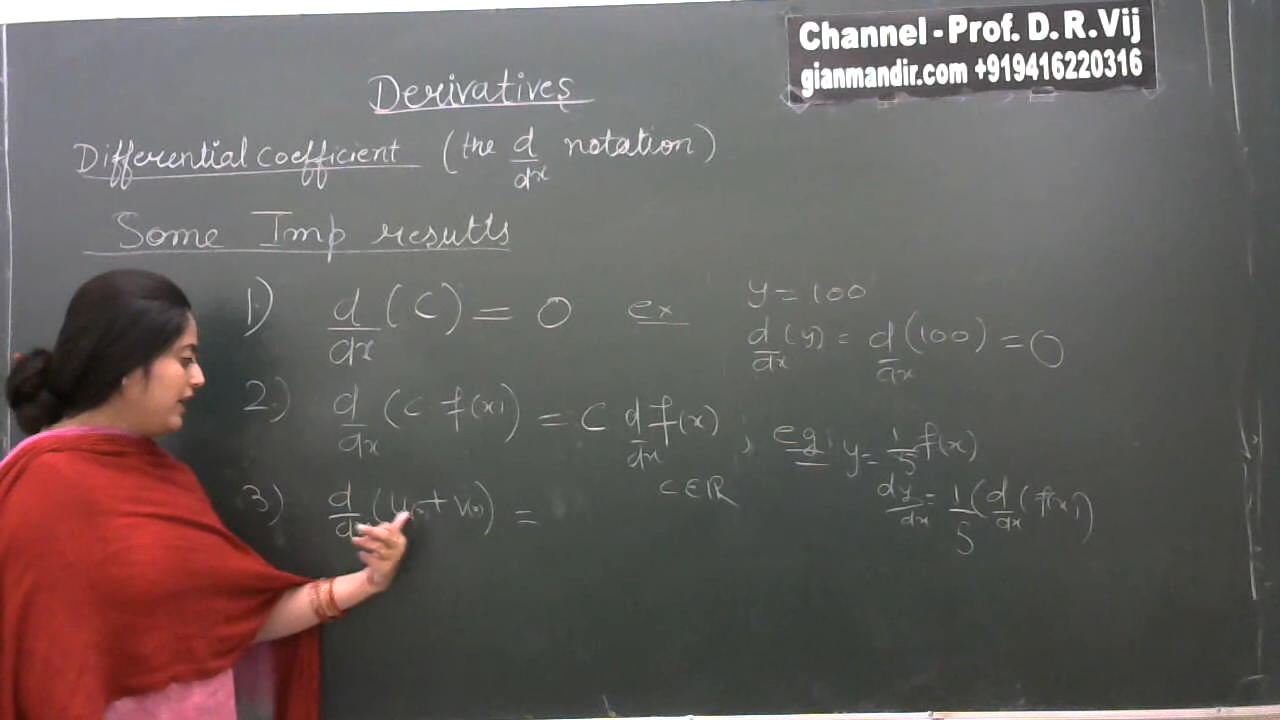 Channel - Prof. D. R. Vij
gianmandir.com +919416220316
Derivatives
Differential coefficient (the d/dx notation)
Some Imp results
1) d/dx (C) = 0 ex y = 100
d/dx (y) = d/dx (100) = 0
2.) d/dx (C f(x)) = C d/dx f(x) ; eg: y = 1/5 f(x)
C∈R dy/dx = 1/5 (d/dx (f(x))
3) d/dx (u(x) + v(x)) =